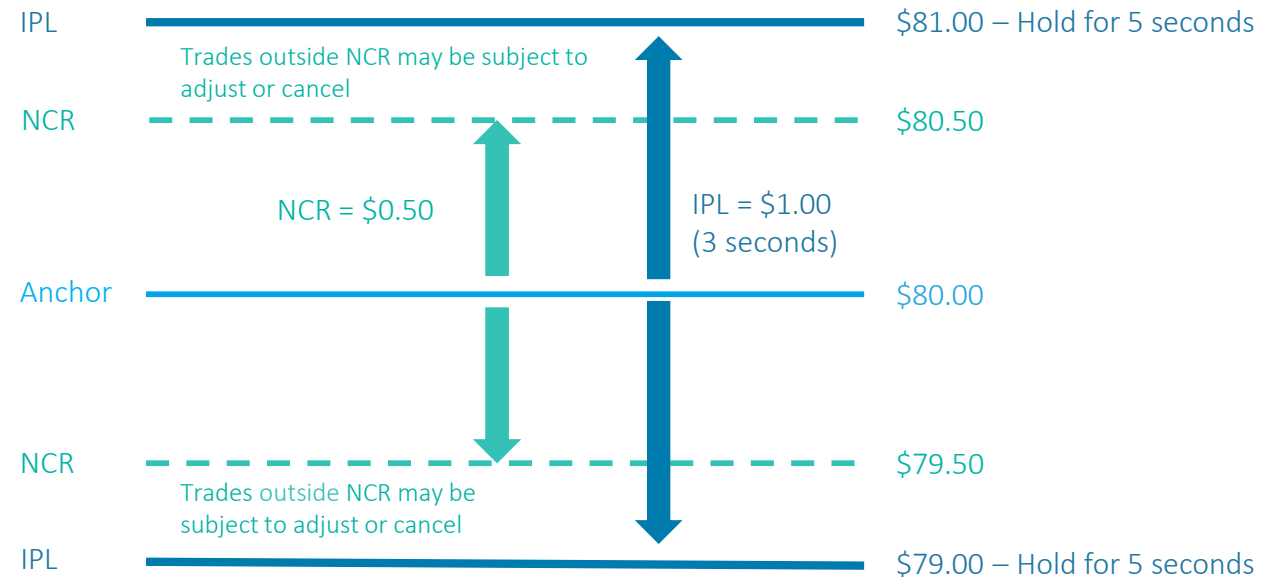 IPL
$81.00 – Hold for 5 seconds
Trades outside NCR may be subject to
adjust or cancel
NCR
$80.50
NCR = $0.50
IPL = $1.00
(3 seconds)
Anchor
$80.00
NCR
$79.50
Trades outside NCR may be
subject to adjust or cancel
IPL
$79.00 – Hold for 5 seconds